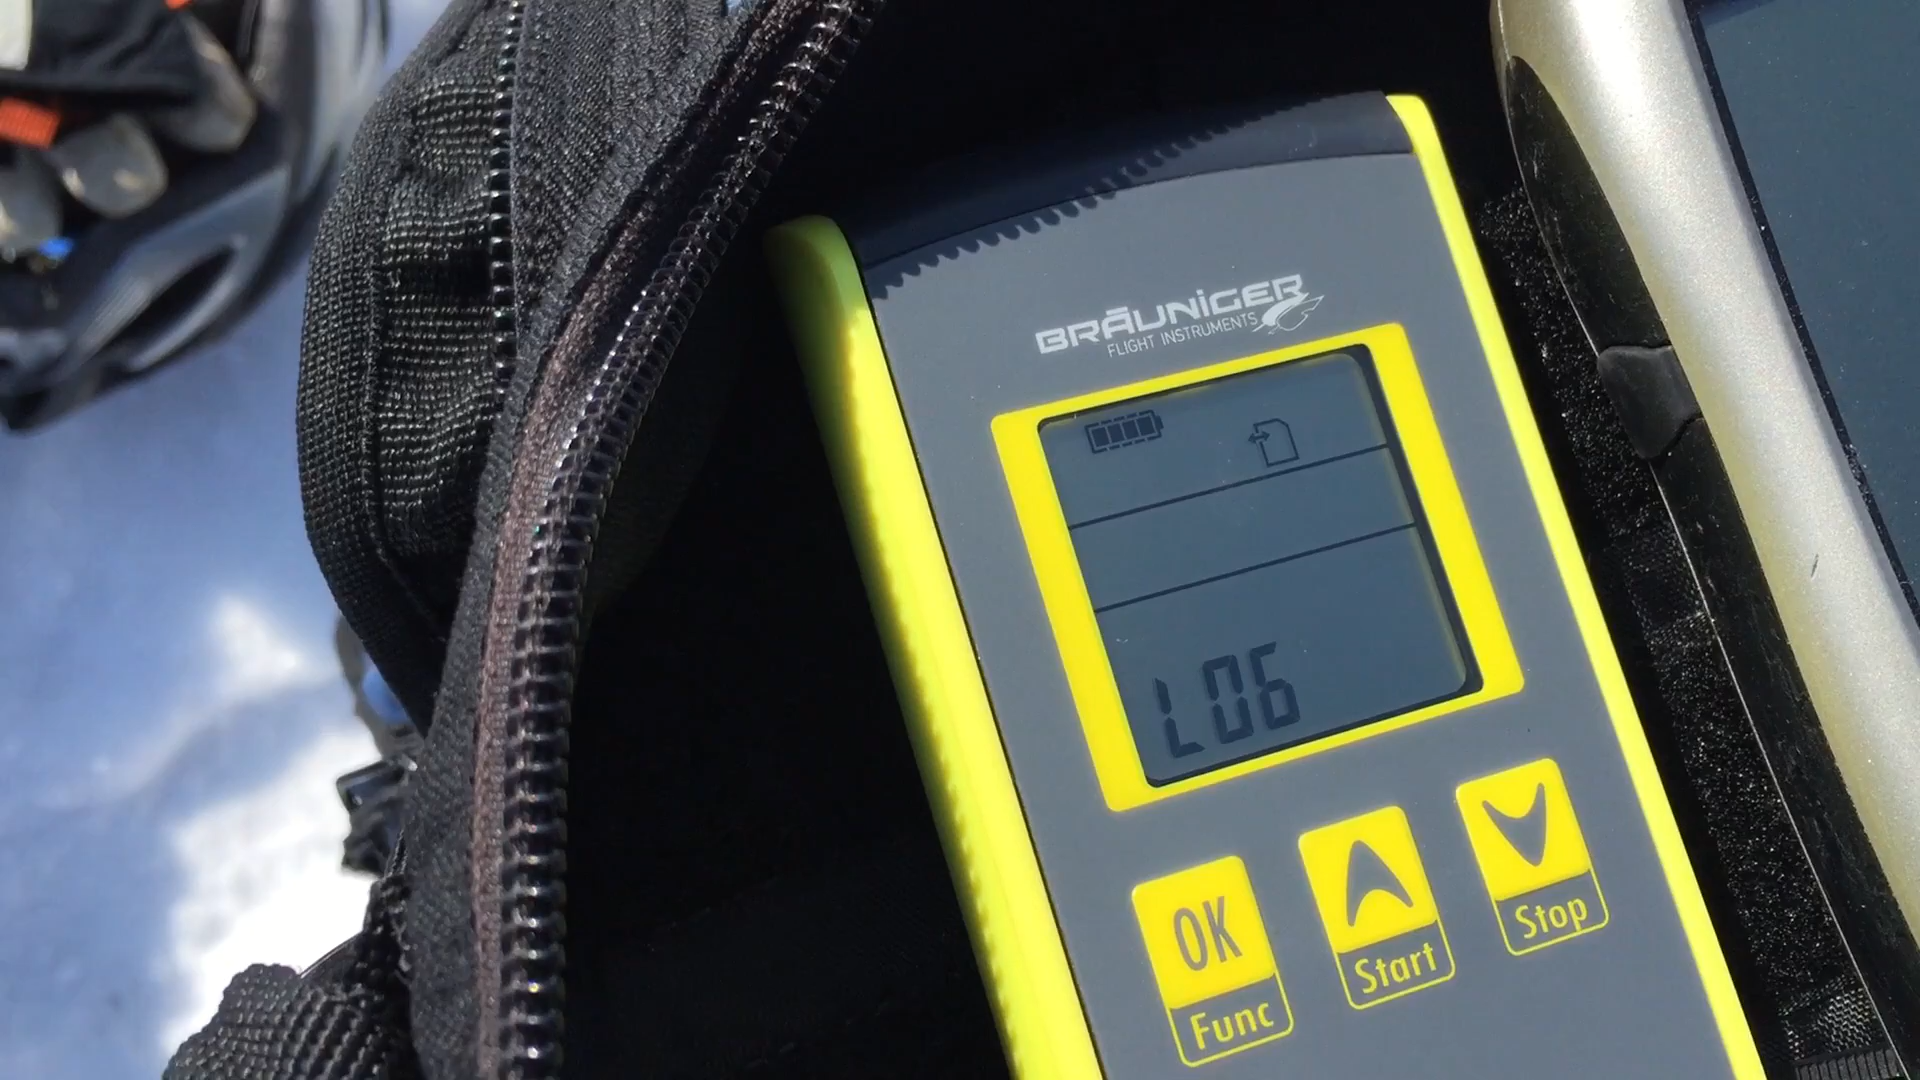 BRÄUNIGER
FLIGHT INSTRUMENTS
LOG
OK
Func
Start
Stop